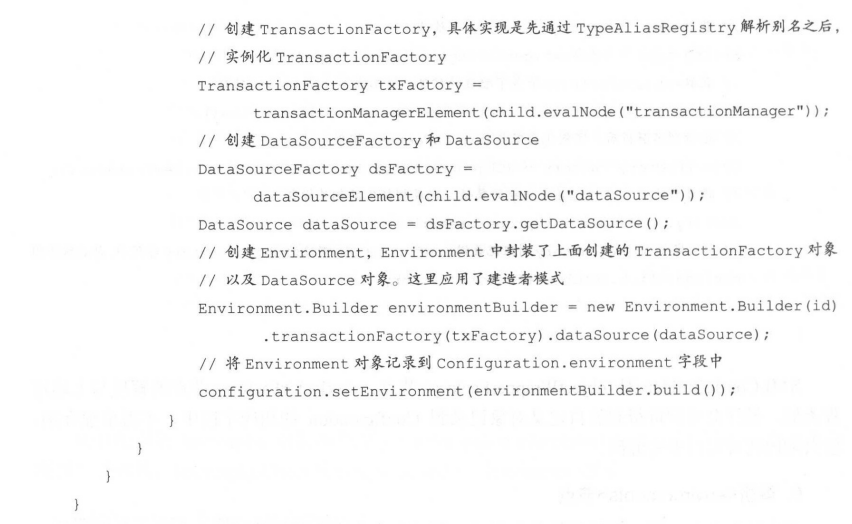 // 创建 TransactionFactory，具体实现是先通过 TypeAliasRegistry 解析别名之后，
// 实例化 TransactionFactory
TransactionFactory txFactory =
transactionManagerElement(child.evalNode("transactionManager"));
// 创建 DataSourceFactory 和 DataSource
DataSourceFactory dsFactory =
dataSourceElement(child.evalNode("dataSource"));
DataSource dataSource = dsFactory.getDataSource();
// 创建 Environment，Environment 中封装了上面创建的 TransactionFactory 对象
// 以及 DataSource 对象。这里应用了建造者模式
Environment.Builder environmentBuilder = new Environment.Builder(id)
.transactionFactory(txFactory).dataSource(dataSource);
// 将 Environment 对象记录到 Configuration.environment 字段中
configuration.setEnvironment(environmentBuilder.build());
}
}
}
}